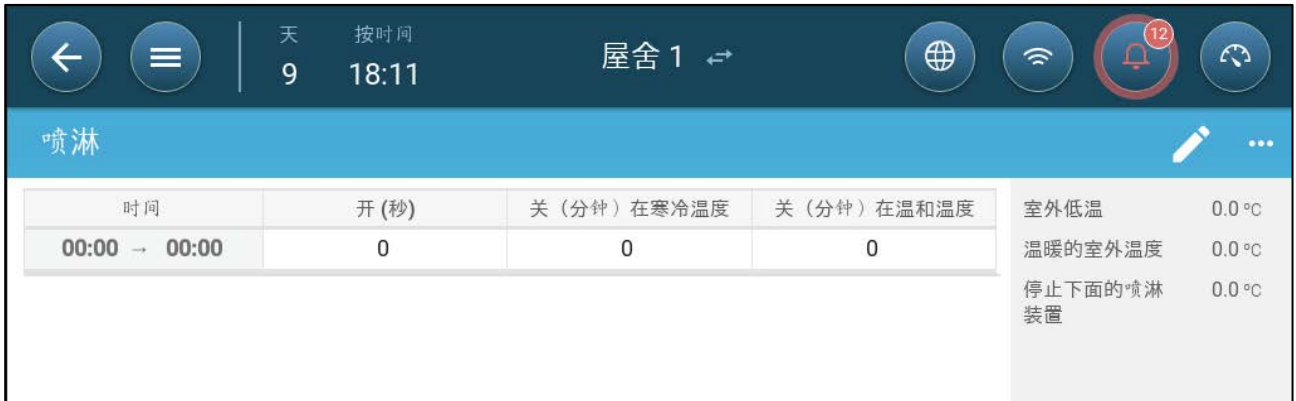 天 按时间
9 18:11 屋舍 1 12
喷淋
时间 开 (秒) 关（分钟）在寒冷温度 关（分钟）在温和温度 室外低温 0.0 °C
00:00 → 00:00 0 0 0 温暖的室外温度 0.0 °C
停止下面的喷淋 0.0 °C
装置